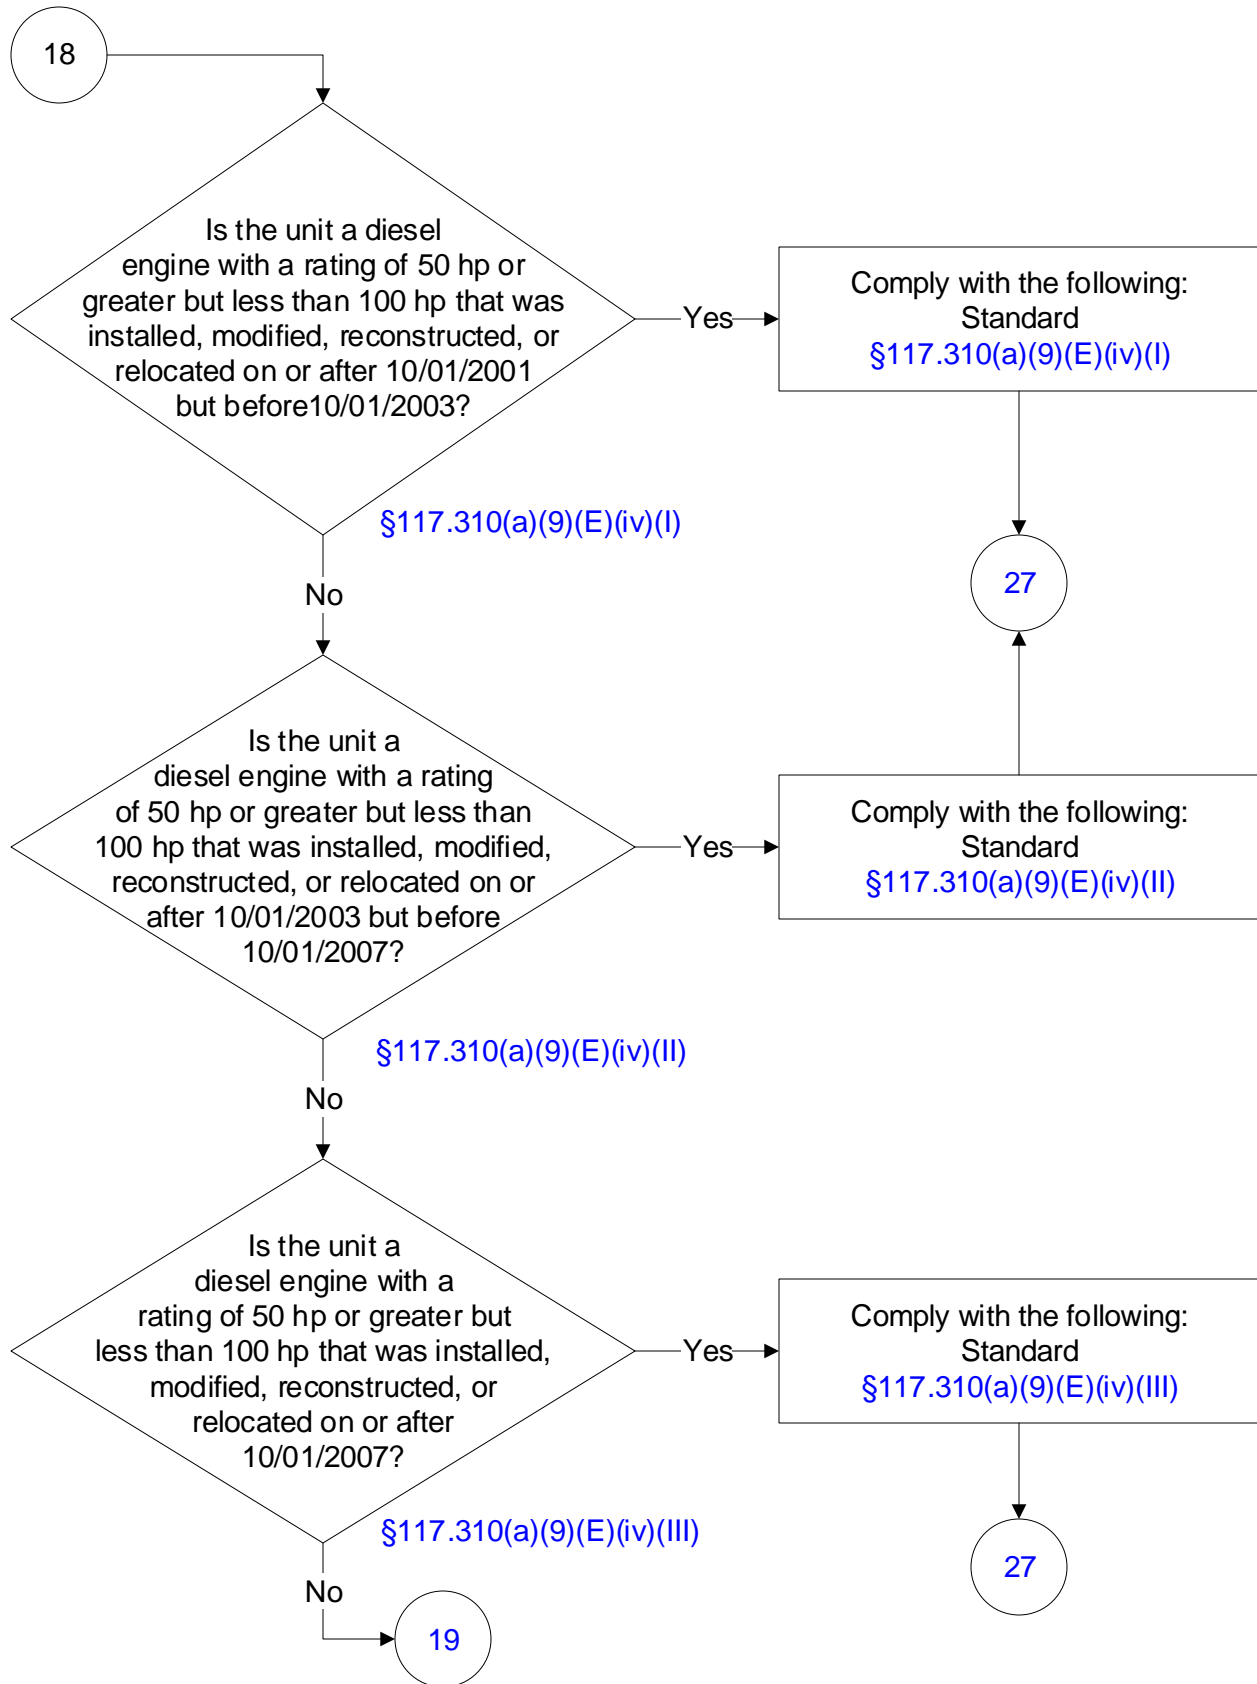 18
Is the unit a diesel
engine with a rating of 50 hp or
greater but less than 100 hp that was
installed, modified, reconstructed, or
relocated on or after 10/01/2001
but before10/01/2003?
Yes
Comply with the following:
Standard
§117.310(a)(9)(E)(iv)(I)
§117.310(a)(9)(E)(iv)(I)
27
No
Is the unit a
diesel engine with a rating
of 50 hp or greater but less than
100 hp that was installed, modified,
reconstructed, or relocated on or
after 10/01/2003 but before
10/01/2007?
Yes
Comply with the following:
Standard
§117.310(a)(9)(E)(iv)(II)
§117.310(a)(9)(E)(iv)(II)
No
Is the unit a
diesel engine with a
rating of 50 hp or greater but
less than 100 hp that was installed,
modified, reconstructed, or
relocated on or after
10/01/2007?
Yes
Comply with the following:
Standard
§117.310(a)(9)(E)(iv)(III)
§117.310(a)(9)(E)(iv)(III)
27
No
19